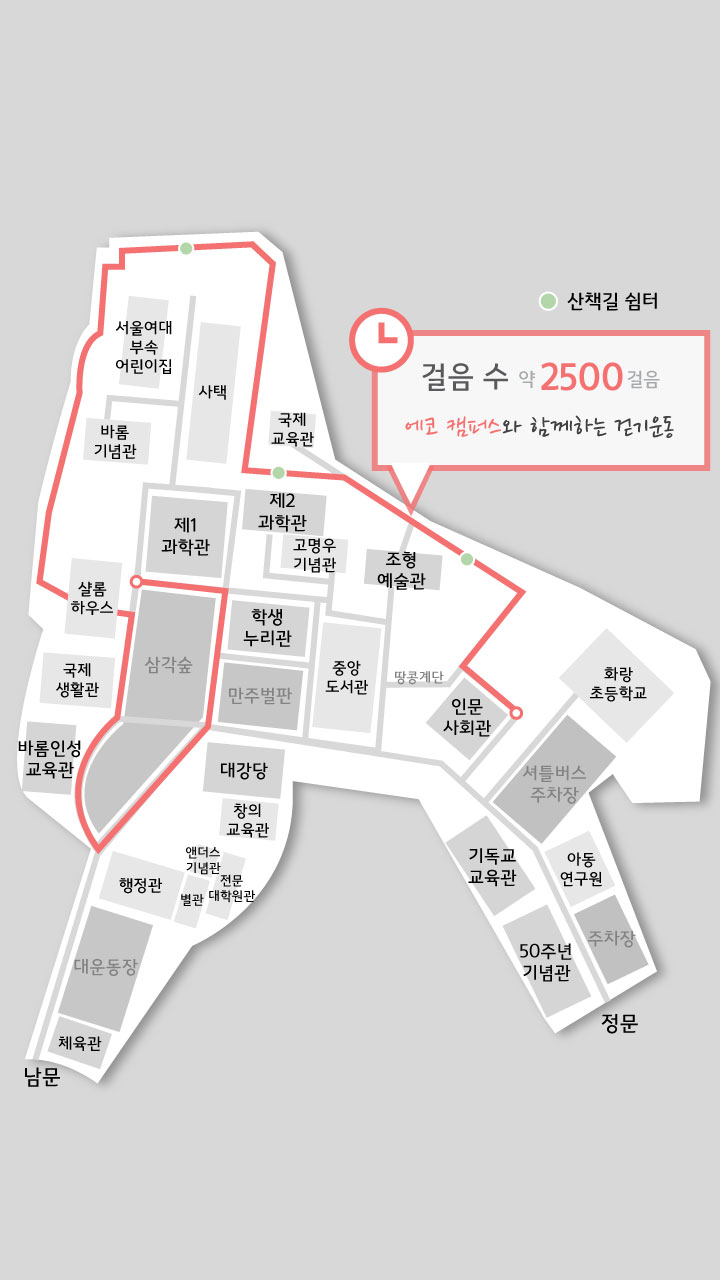 산책길 쉼터
걸음 수 약 2500 걸음
에코 캠퍼스와 함께하는 걷기운동
서울여대
부속
어린이집
사택
바롬
기념관
국제
교육관
제1
과학관
제2
과학관
고명우
기념관
조형
예술관
샬롬
하우스
삼각숲
학생
누리관
만주벌판
중앙
도서관
땅콩계단
인문
사회관
화랑
초등학교
국제
생활관
바롬인성
교육관
대강당
창의
교육관
셔틀버스
주차장
앤더스
기념관
전문
대학원관
별관
행정관
기독교
교육관
아동
연구원
대운동장
50주년
기념관
주차장
체육관
남문
정문